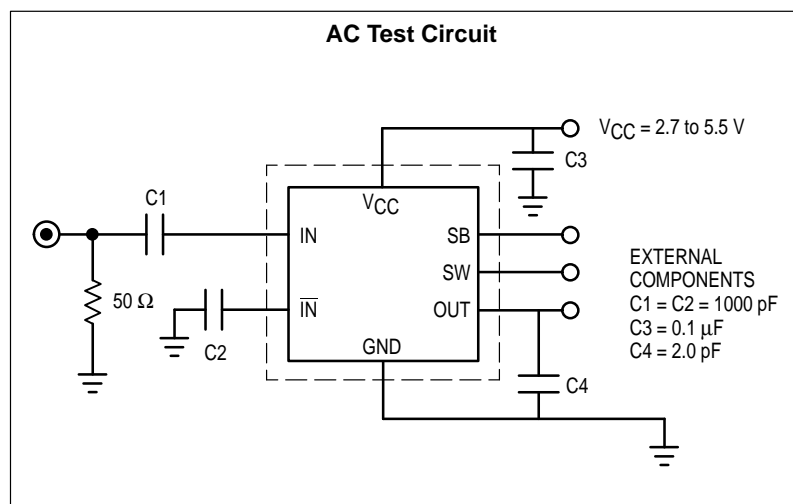 AC Test Circuit
VCC = 2.7 to 5.5 V
C3
C1
VCC
IN
SB
SW
EXTERNAL
COMPONENTS
C1 = C2 = 1000 pF
C3 = 0.1 μF
C4 = 2.0 pF
50 Ω
I̅N̅
OUT
C2
GND
C4